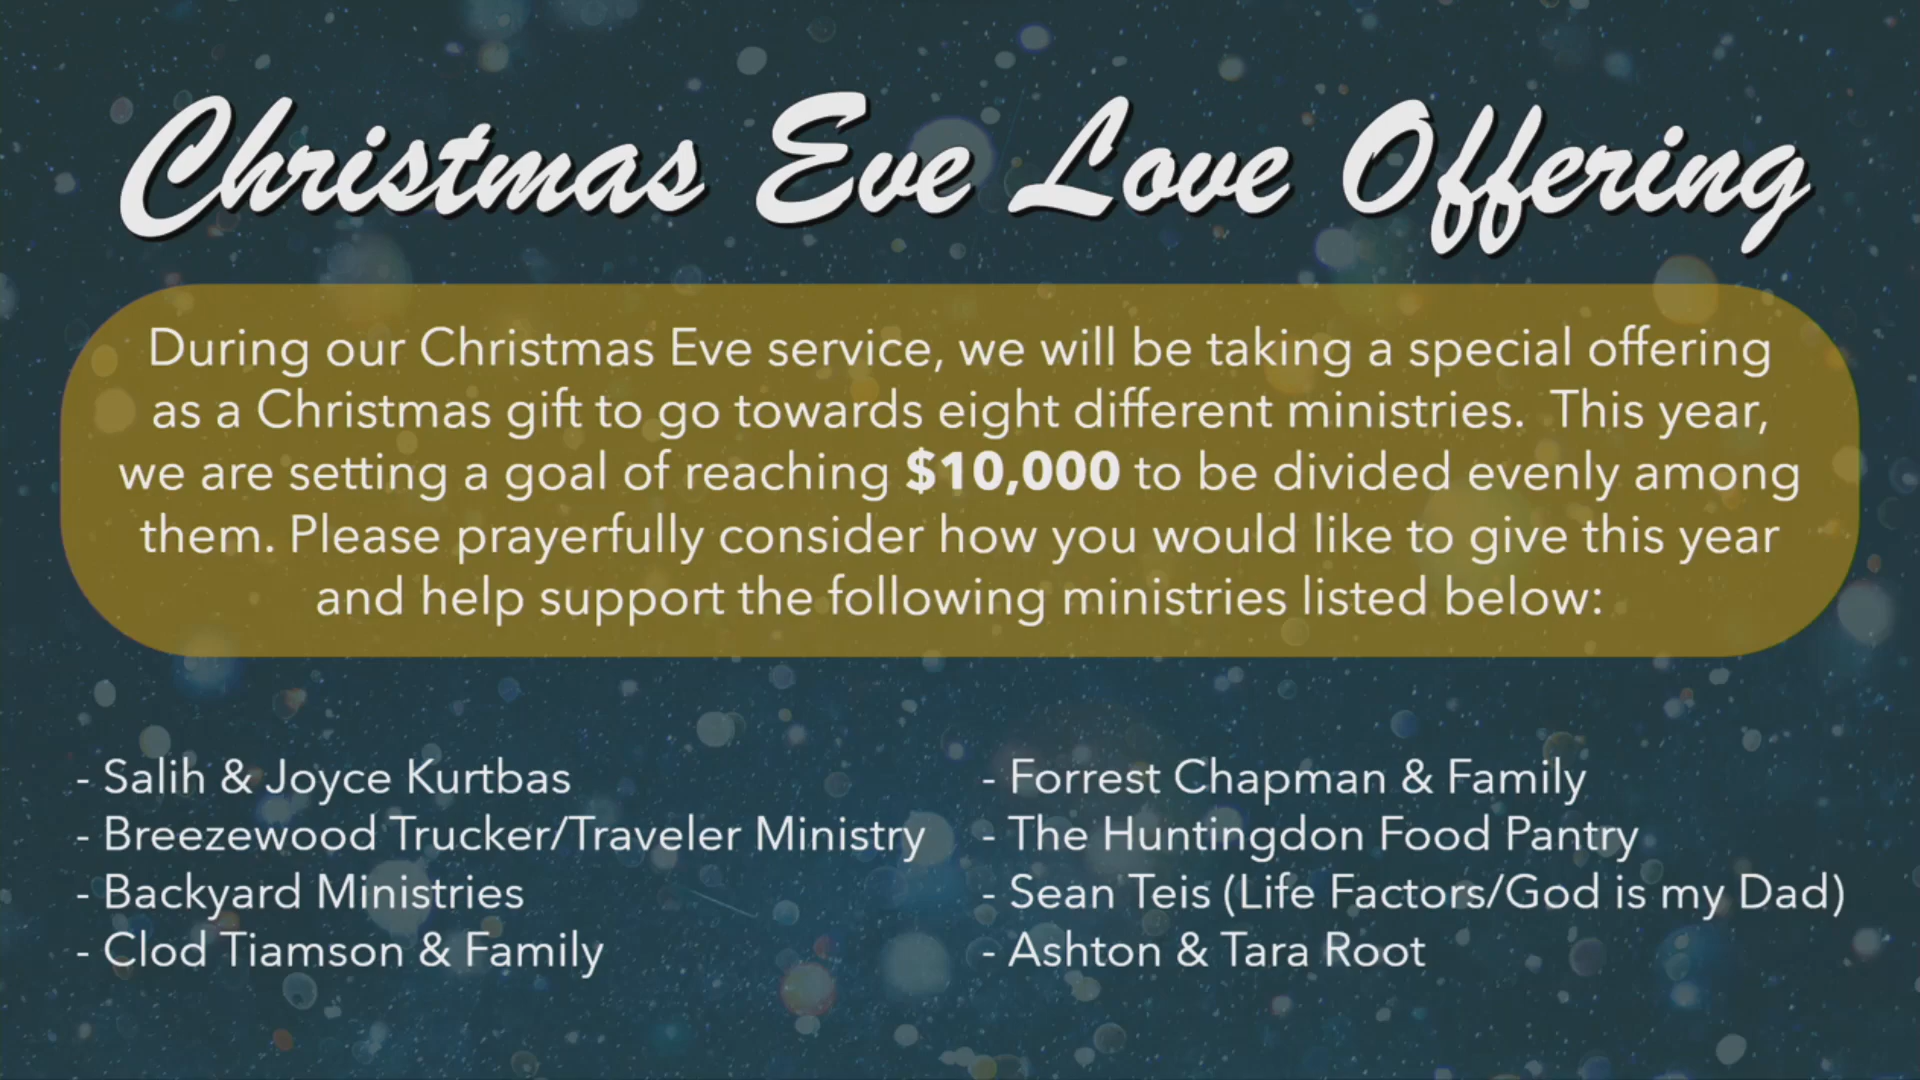 Christmas Eve Love Offering
During our Christmas Eve service, we will be taking a special offering
as a Christmas gift to go towards eight different ministries.  This year,
we are setting a goal of reaching $10,000 to be divided evenly among
them. Please prayerfully consider how you would like to give this year
and help support the following ministries listed below:
- Salih & Joyce Kurtbas
- Breezewood Trucker/Traveler Ministry
- Backyard Ministries
- Clod Tiamson & Family
- Forrest Chapman & Family
- The Huntingdon Food Pantry
- Sean Teis (Life Factors/God is my Dad)
- Ashton & Tara Root